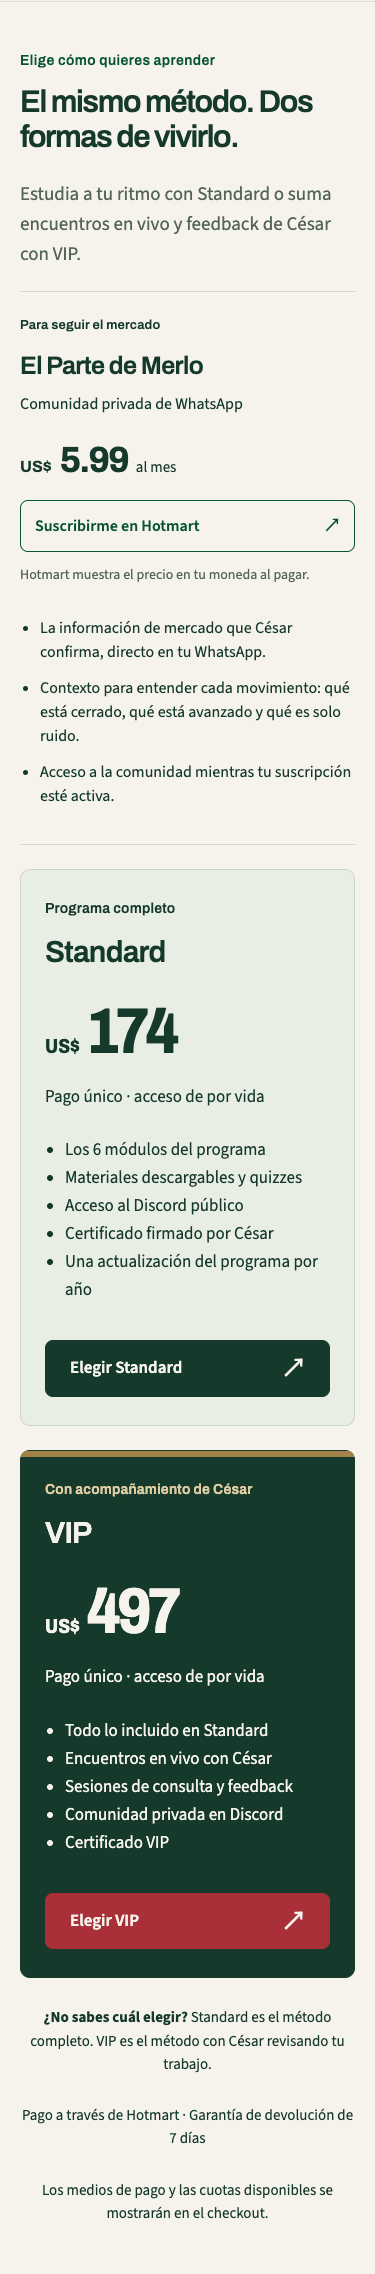 Elige cómo quieres aprender
El mismo método. Dos
formas de vivirlo.
Estudia a tu ritmo con Standard o suma
encuentros en vivo y feedback de César
con VIP.
Para seguir el mercado
El Parte de Merlo
Comunidad privada de WhatsApp
US$ 5.99 al mes
Suscribirme en Hotmart ↗
Hotmart muestra el precio en tu moneda al pagar.
• La información de mercado que César
confirma, directo en tu WhatsApp.
• Contexto para entender cada movimiento: qué
está cerrado, qué está avanzado y qué es solo
ruido.
• Acceso a la comunidad mientras tu suscripción
esté activa.
Programa completo
Standard
US$ 174
Pago único · acceso de por vida
• Los 6 módulos del programa
• Materiales descargables y quizzes
• Acceso al Discord público
• Certificado firmado por César
• Una actualización del programa por
año
Elegir Standard ↗
Con acompañamiento de César
VIP
US$ 497
Pago único · acceso de por vida
• Todo lo incluido en Standard
• Encuentros en vivo con César
• Sesiones de consulta y feedback
• Comunidad privada en Discord
• Certificado VIP
Elegir VIP ↗
¿No sabes cuál elegir? Standard es el método
completo. VIP es el método con César revisando tu
trabajo.
Pago a través de Hotmart · Garantía de devolución de
7 días
Los medios de pago y las cuotas disponibles se
mostrarán en el checkout.